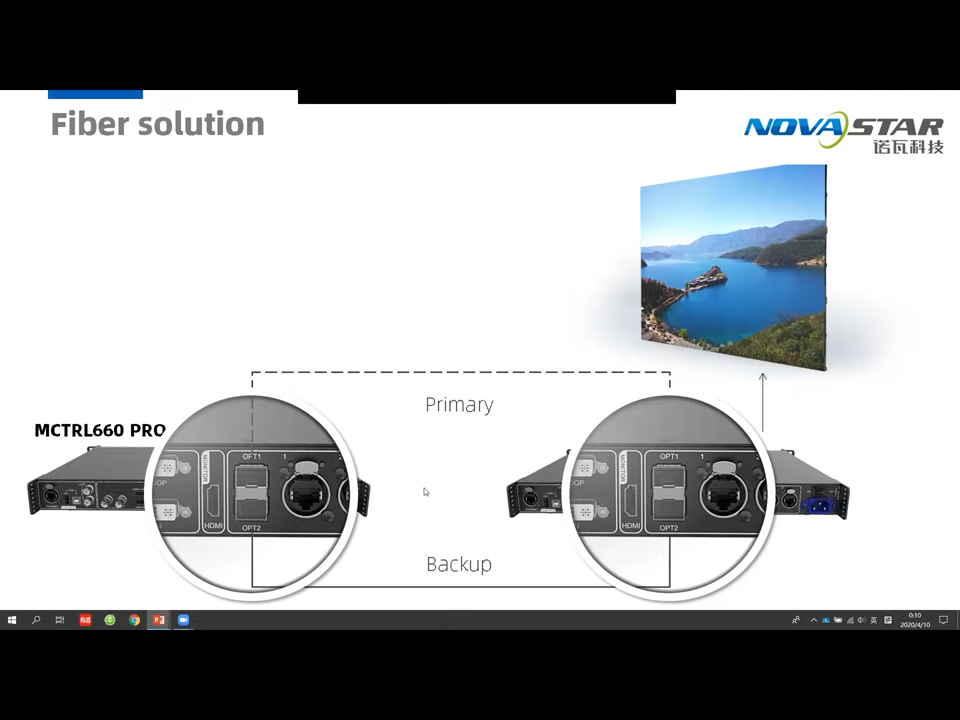 Fiber solution
NOVASTAR
诺瓦科技
Primary
MCTRL660 PRO
MONITOR
OPT1
1
HDMI
OPT2
MONITOR
OPT1
1
HDMI
OPT2
Backup
0:10
英
2020/4/10